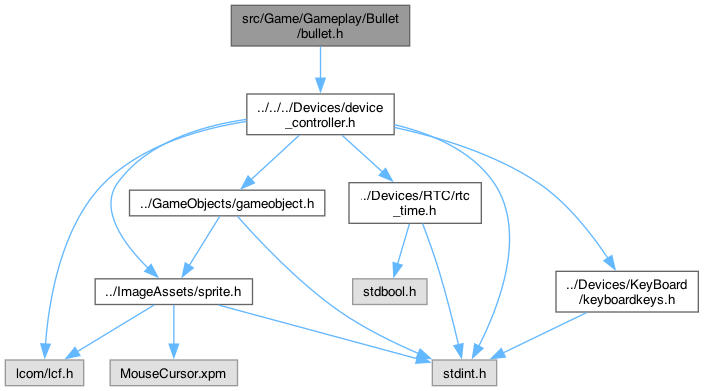 src/Game/Gameplay/Bullet
/bullet.h
../../../Devices/device
_controller.h
../GameObjects/gameobject.h
../Devices/RTC/rtc
_time.h
../ImageAssets/sprite.h
stdbool.h
../Devices/KeyBoard
/keyboardkeys.h
lcom/lcf.h
MouseCursor.xpm
stdint.h